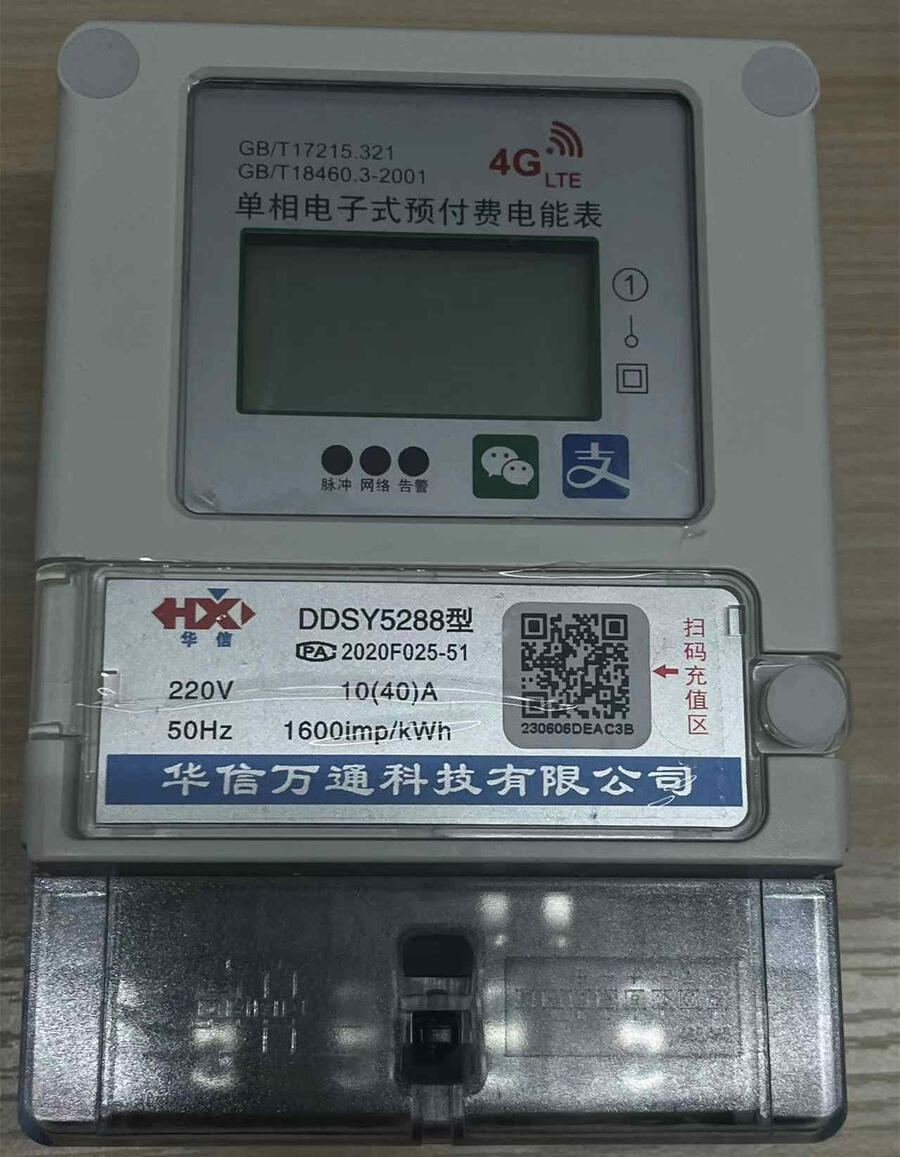 GB/T17215.321
GB/T18460.3-2001
4G LTE
单相电子式预付费电能表
①
脉冲 网络 告警
支
HX
华信
DDSY5288型
PA 2020F025-51
220V 10(40)A
50Hz 1600imp/kWh
230606DEAC3B
扫码充值区
华信万通科技有限公司